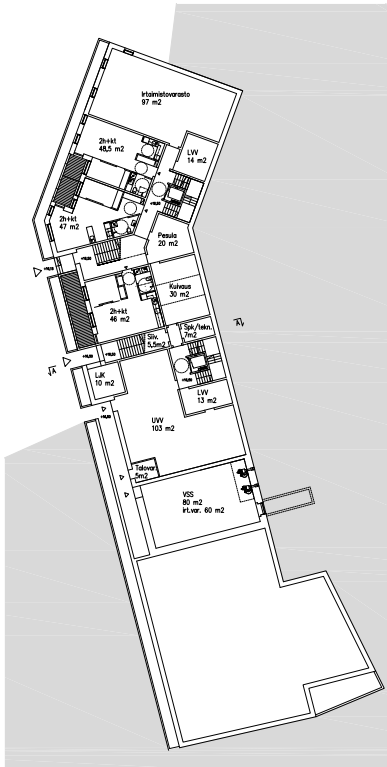 Irtaimistovarasto
97 m2
2h+kt
48,5 m2
LVV
14 m2
2h+kt
47 m2
Pesula
20 m2
Kuivaus
30 m2
2h+kt
46 m2
Siiv.
5,5m2
Spk/tekn.
7m2
A
A
LJK
10 m2
LVV
13 m2
UVV
103 m2
Talovar.
5m2
VSS
80 m2
irt.var. 60 m2